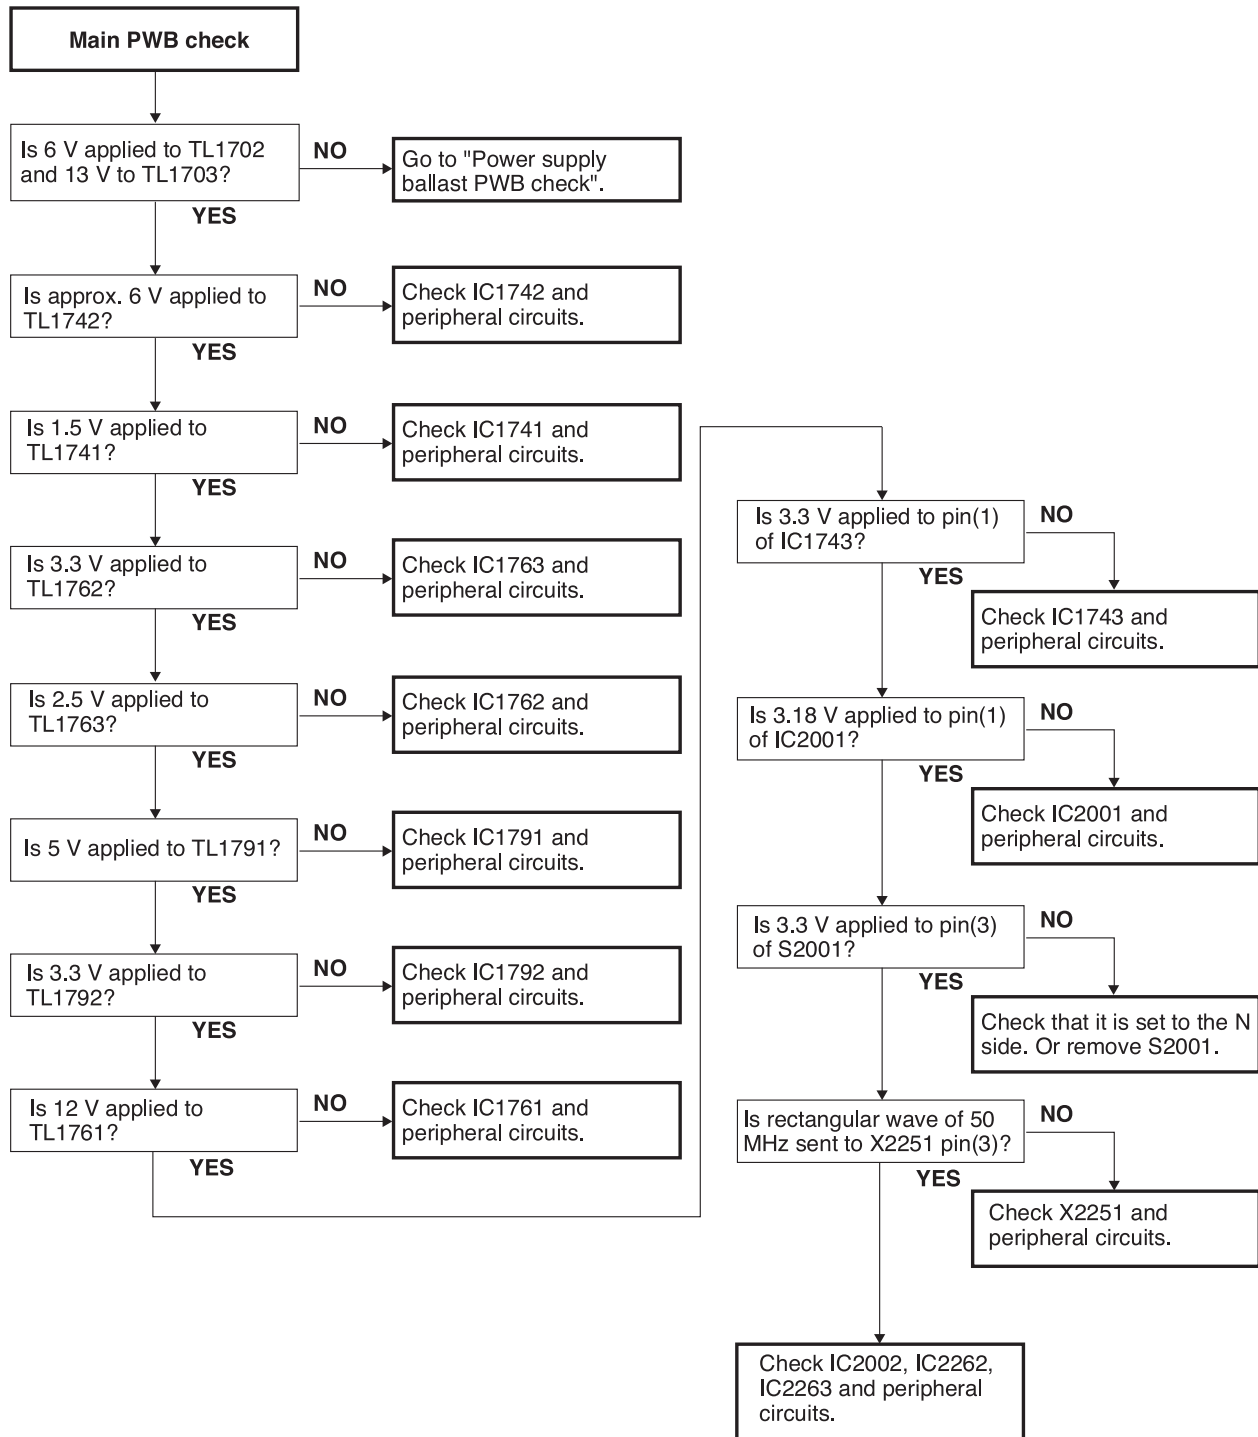 Main PWB check
Is 6 V applied to TL1702
and 13 V to TL1703?
NO
Go to "Power supply
ballast PWB check".
YES
Is approx. 6 V applied to
TL1742?
NO
Check IC1742 and
peripheral circuits.
YES
Is 1.5 V applied to
TL1741?
NO
Check IC1741 and
peripheral circuits.
YES
Is 3.3 V applied to
TL1762?
NO
Check IC1763 and
peripheral circuits.
YES
Is 2.5 V applied to
TL1763?
NO
Check IC1762 and
peripheral circuits.
YES
Is 5 V applied to TL1791?
NO
Check IC1791 and
peripheral circuits.
YES
Is 3.3 V applied to
TL1792?
NO
Check IC1792 and
peripheral circuits.
YES
Is 12 V applied to
TL1761?
NO
Check IC1761 and
peripheral circuits.
YES
Is 3.3 V applied to pin(1)
of IC1743?
NO
YES
Check IC1743 and
peripheral circuits.
Is 3.18 V applied to pin(1)
of IC2001?
NO
YES
Check IC2001 and
peripheral circuits.
Is 3.3 V applied to pin(3)
of S2001?
NO
YES
Check that it is set to the N
side. Or remove S2001.
Is rectangular wave of 50
MHz sent to X2251 pin(3)?
NO
YES
Check X2251 and
peripheral circuits.
Check IC2002, IC2262,
IC2263 and peripheral
circuits.